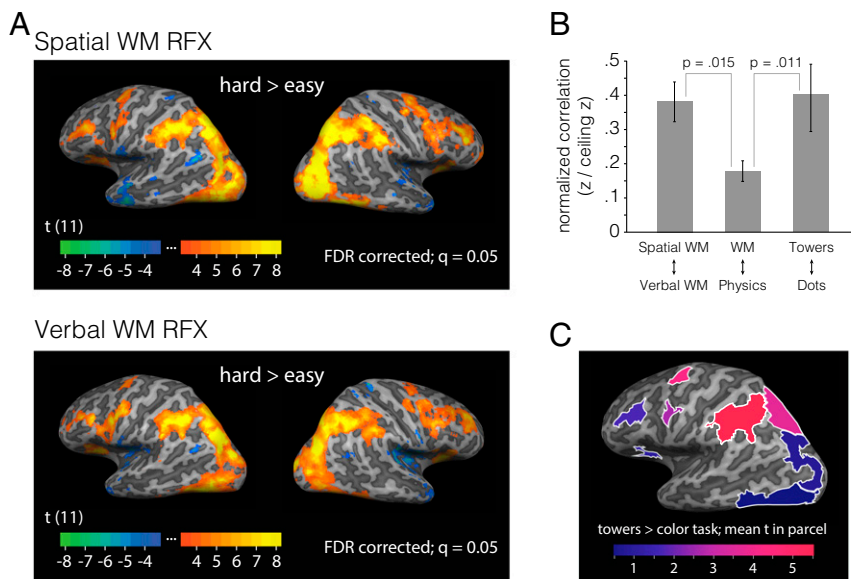 A
Spatial WM RFX
hard > easy
t (11)
-8 -7 -6 -5 -4 ... 4 5 6 7 8
FDR corrected; q = 0.05
Verbal WM RFX
hard > easy
t (11)
-8 -7 -6 -5 -4 ... 4 5 6 7 8
FDR corrected; q = 0.05
B
normalized correlation
(z / ceiling z)
.5
.4
.3
.2
.1
0
p = .015
p = .011
Spatial WM
Verbal WM
WM
Physics
Towers
Dots
C
towers > color task; mean t in parcel
1 2 3 4 5